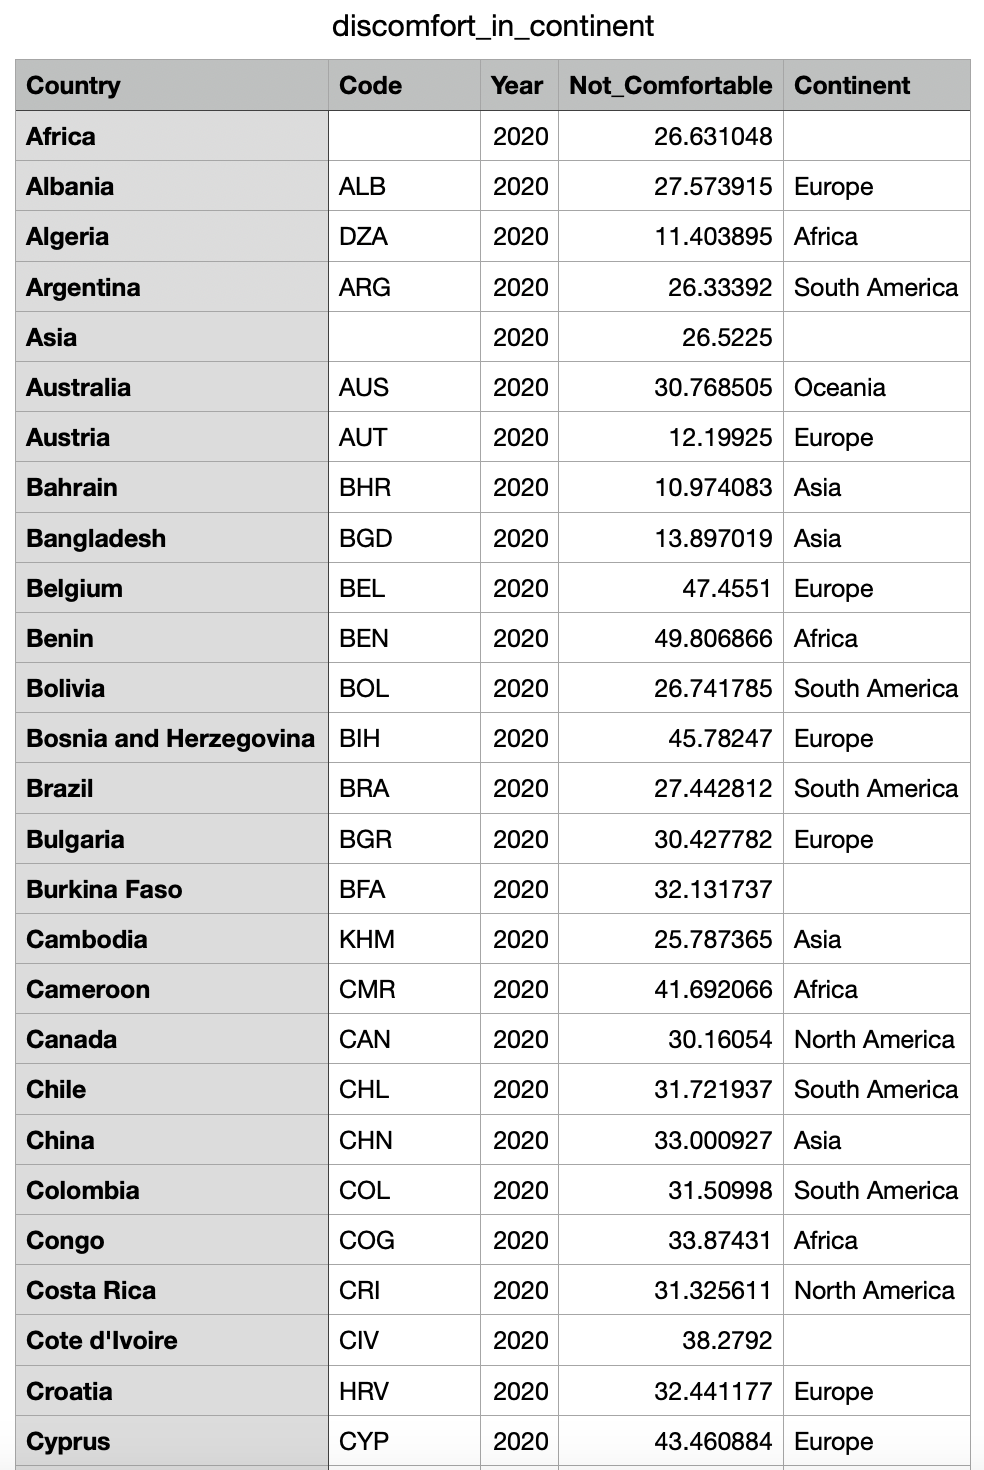 discomfort_in_continent
Country Code Year Not_Comfortable Continent
Africa 2020 26.631048
Albania ALB 2020 27.573915 Europe
Algeria DZA 2020 11.403895 Africa
Argentina ARG 2020 26.33392 South America
Asia 2020 26.5225
Australia AUS 2020 30.768505 Oceania
Austria AUT 2020 12.19925 Europe
Bahrain BHR 2020 10.974083 Asia
Bangladesh BGD 2020 13.897019 Asia
Belgium BEL 2020 47.4551 Europe
Benin BEN 2020 49.806866 Africa
Bolivia BOL 2020 26.741785 South America
Bosnia and Herzegovina BIH 2020 45.78247 Europe
Brazil BRA 2020 27.442812 South America
Bulgaria BGR 2020 30.427782 Europe
Burkina Faso BFA 2020 32.131737
Cambodia KHM 2020 25.787365 Asia
Cameroon CMR 2020 41.692066 Africa
Canada CAN 2020 30.16054 North America
Chile CHL 2020 31.721937 South America
China CHN 2020 33.000927 Asia
Colombia COL 2020 31.50998 South America
Congo COG 2020 33.87431 Africa
Costa Rica CRI 2020 31.325611 North America
Cote d'Ivoire CIV 2020 38.2792
Croatia HRV 2020 32.441177 Europe
Cyprus CYP 2020 43.460884 Europe